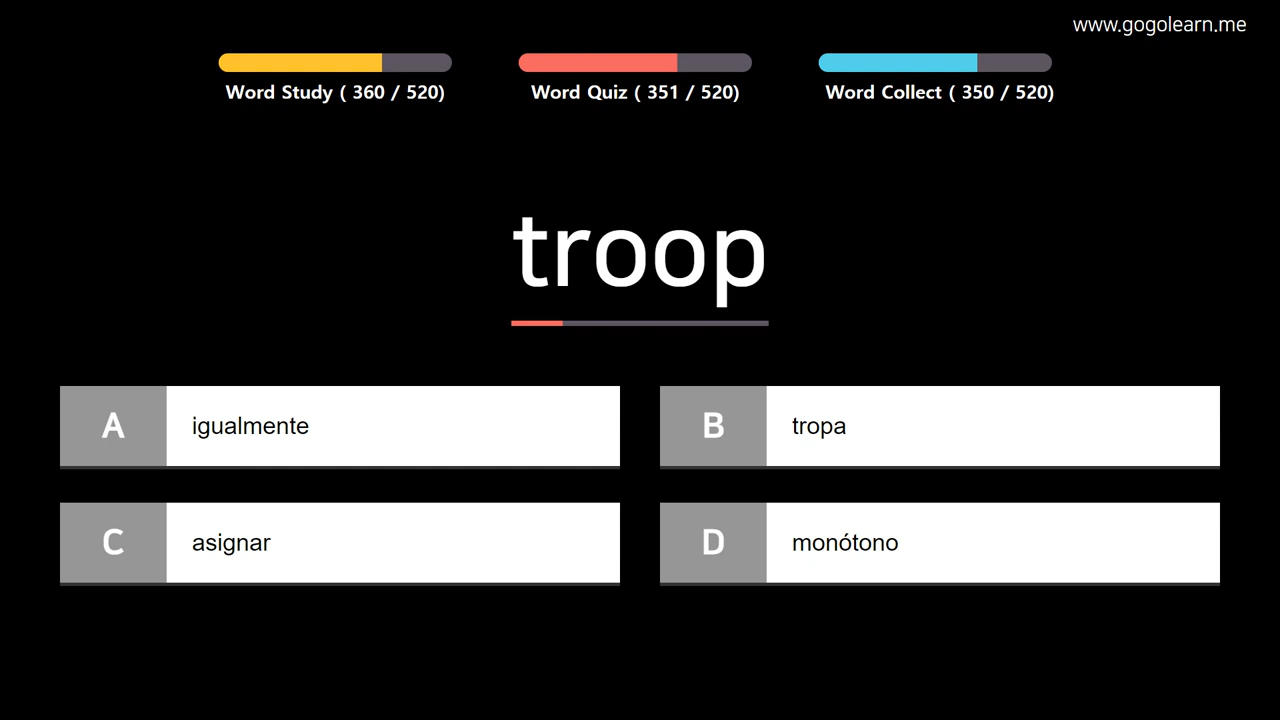 www.gogolearn.me
Word Study ( 360 / 520)
Word Quiz ( 351 / 520)
Word Collect ( 350 / 520)
troop
A igualmente
B tropa
C asignar
D monótono